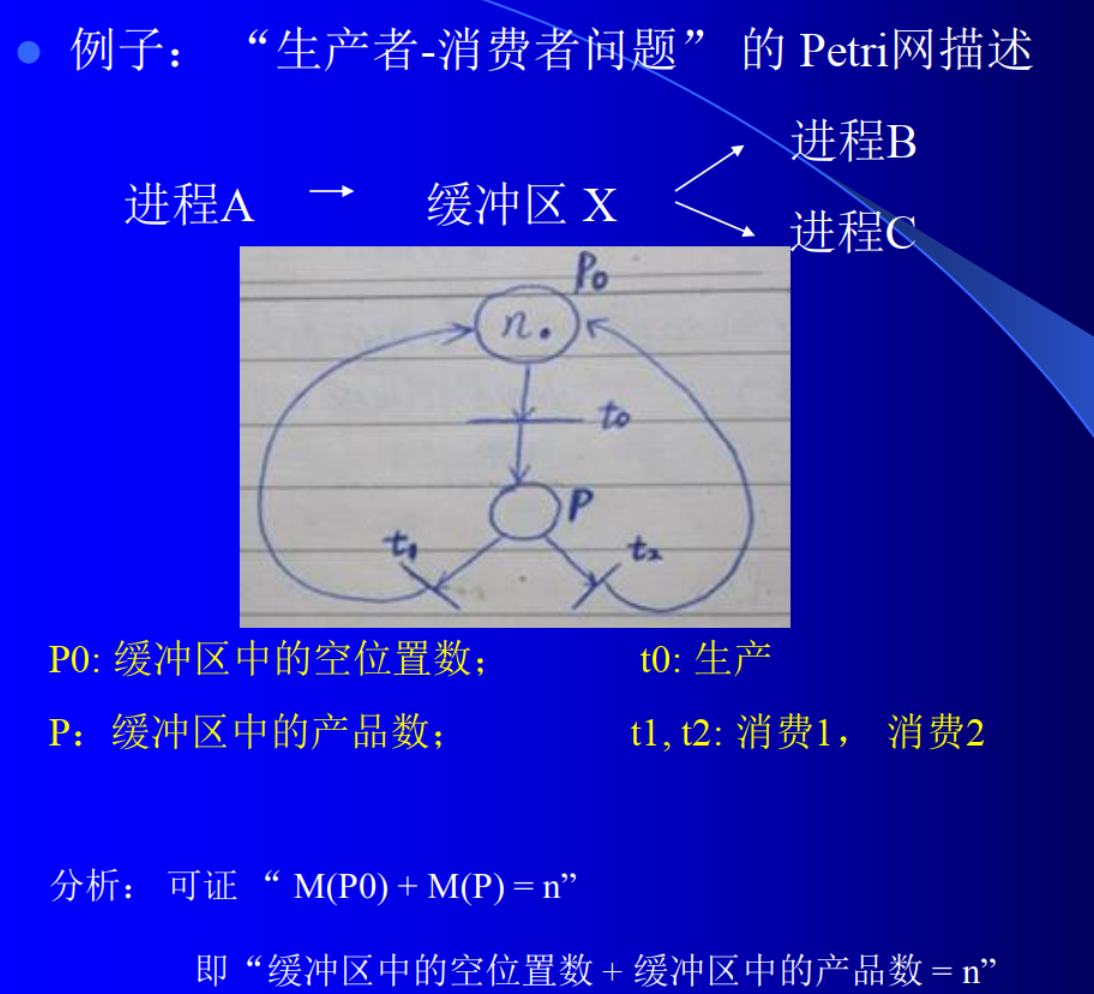 例子： “生产者-消费者问题” 的 Petri网描述
进程B
进程A
缓冲区 X
进程C
P0
n.
t0
P
t1
t2
P0: 缓冲区中的空位置数； t0: 生产
P：缓冲区中的产品数； t1, t2: 消费1， 消费2
分析： 可证 “ M(P0) + M(P) = n”
即“缓冲区中的空位置数 + 缓冲区中的产品数 = n”